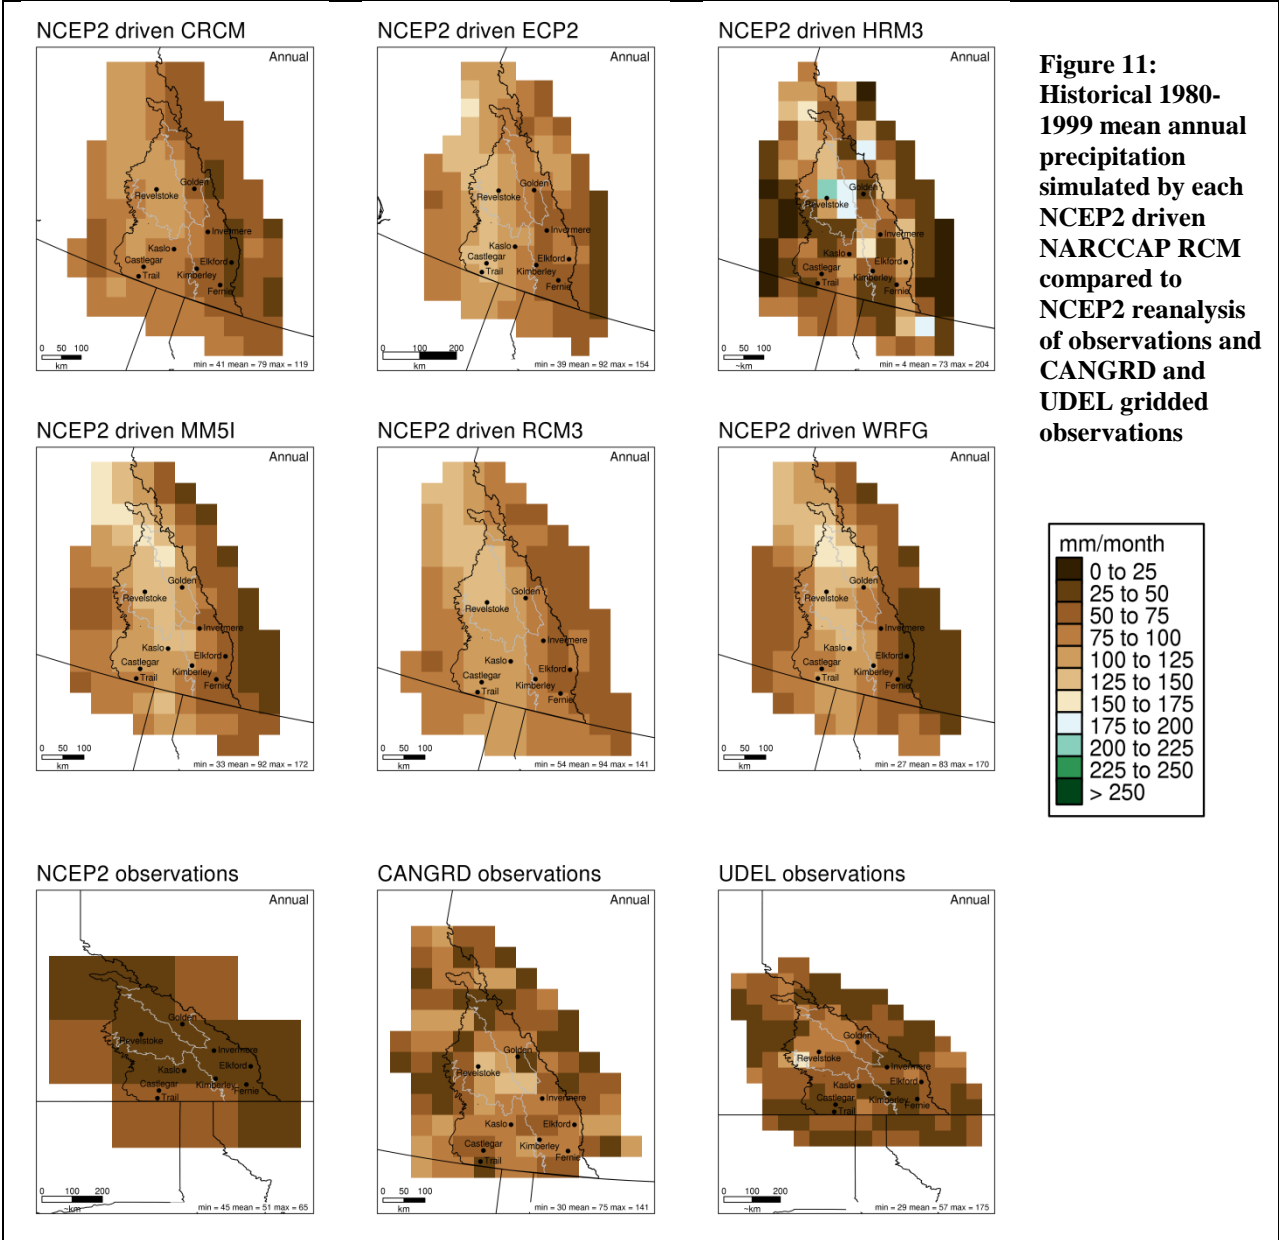 NCEP2 driven CRCM
Annual
Golden
Revelstoke
Invermere
Kaslo
Castlegar
Elkford
Kimberley
Trail
Fernie
0 50 100
km
min = 41 mean = 79 max = 119
NCEP2 driven ECP2
Annual
Golden
Revelstoke
Invermere
Kaslo
Castlegar
Elkford
Kimberley
Trail
Fernie
0 100 200
km
min = 39 mean = 92 max = 154
NCEP2 driven HRM3
Annual
Golden
Revelstoke
Invermere
Kaslo
Castlegar
Elkford
Kimberley
Trail
Fernie
0 50 100
~km
min = 4 mean = 73 max = 204
Figure 11:
Historical 1980-
1999 mean annual
precipitation
simulated by each
NCEP2 driven
NARCCAP RCM
compared to
NCEP2 reanalysis
of observations and
CANGRD and
UDEL gridded
observations
NCEP2 driven MM5I
Annual
Golden
Revelstoke
Invermere
Kaslo
Castlegar
Elkford
Kimberley
Trail
Fernie
0 50 100
km
min = 33 mean = 92 max = 172
NCEP2 driven RCM3
Annual
Golden
Revelstoke
Invermere
Kaslo
Castlegar
Elkford
Kimberley
Trail
Fernie
0 50 100
km
min = 54 mean = 94 max = 141
NCEP2 driven WRFG
Annual
Golden
Revelstoke
Invermere
Kaslo
Castlegar
Elkford
Kimberley
Trail
Fernie
0 50 100
km
min = 27 mean = 83 max = 170
mm/month
0 to 25
25 to 50
50 to 75
75 to 100
100 to 125
125 to 150
150 to 175
175 to 200
200 to 225
225 to 250
> 250
NCEP2 observations
Annual
Golden
Revelstoke
Invermere
Kaslo
Elkford
Castlegar
Kimberley
Fernie
Trail
0 100 200
~km
min = 45 mean = 51 max = 65
CANGRD observations
Annual
Golden
Revelstoke
Invermere
Kaslo
Elkford
Castlegar
Kimberley
Trail
Fernie
0 50 100
km
min = 30 mean = 75 max = 141
UDEL observations
Annual
Golden
Revelstoke
Invermere
Kaslo
Elkford
Castlegar
Kimberley
Fernie
Trail
0 100 200
~km
min = 29 mean = 57 max = 175